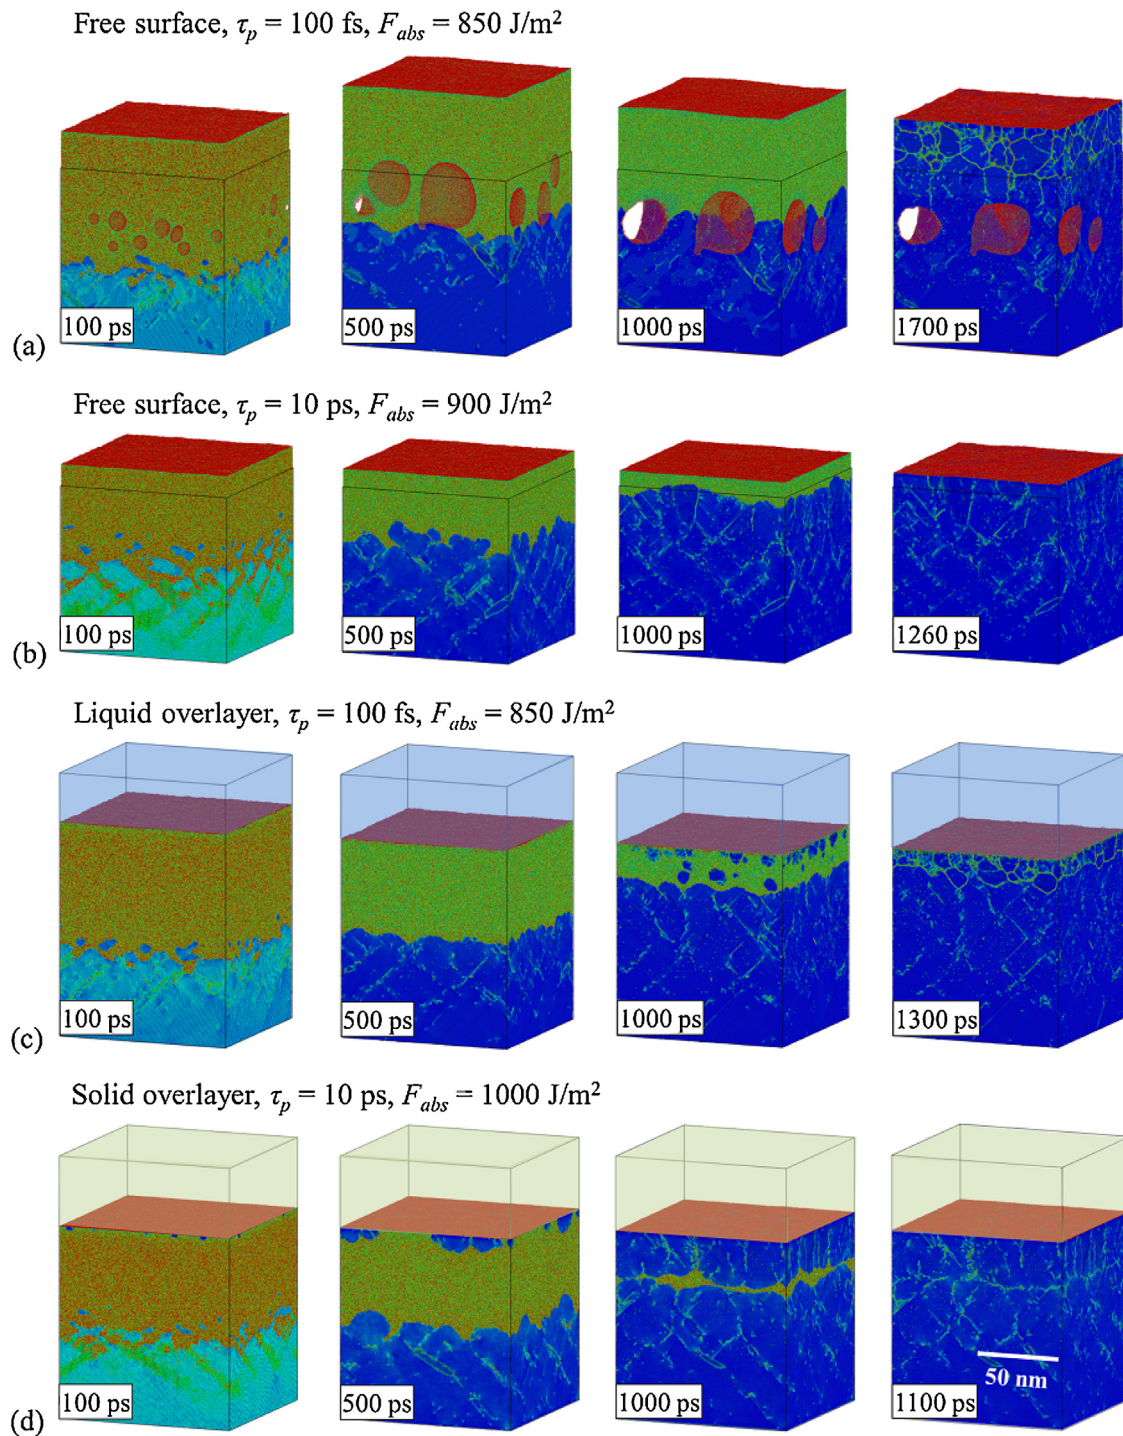 Free surface, τp = 100 fs, Fabs = 850 J/m²
100 ps
500 ps
1000 ps
1700 ps
(a)
Free surface, τp = 10 ps, Fabs = 900 J/m²
100 ps
500 ps
1000 ps
1260 ps
(b)
Liquid overlayer, τp = 100 fs, Fabs = 850 J/m²
100 ps
500 ps
1000 ps
1300 ps
(c)
Solid overlayer, τp = 10 ps, Fabs = 1000 J/m²
50 nm
100 ps
500 ps
1000 ps
1100 ps
(d)